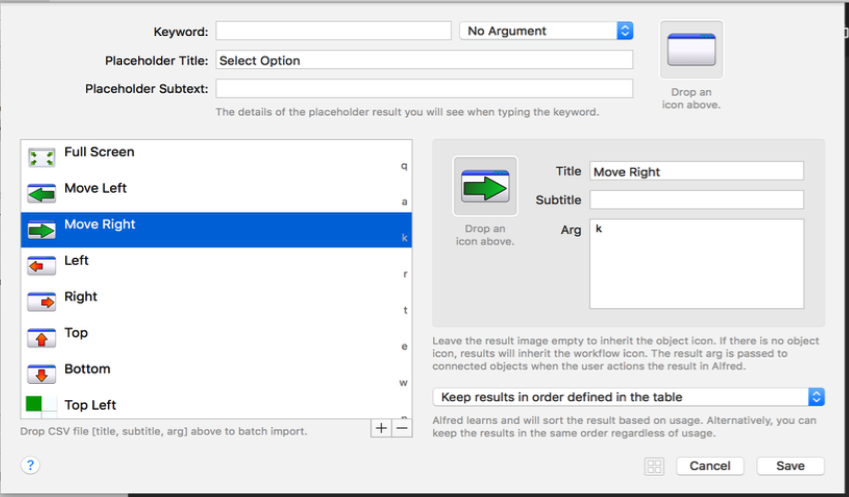 Keyword:
No Argument
Placeholder Title: Select Option
Placeholder Subtext:
The details of the placeholder result you will see when typing the keyword.
Drop an
icon above.
Full Screen
q
Move Left
a
Move Right
k
Left
r
Right
t
Top
e
Bottom
w
Top Left
Drop CSV file [title, subtitle, arg] above to batch import.
+ −
?
Drop an
icon above.
Title Move Right
Subtitle
Arg k
Leave the result image empty to inherit the object icon. If there is no object
icon, results will inherit the workflow icon. The result arg is passed to
connected objects when the user actions the result in Alfred.
Keep results in order defined in the table
Alfred learns and will sort the result based on usage. Alternatively, you can
keep the results in the same order regardless of usage.
Cancel
Save